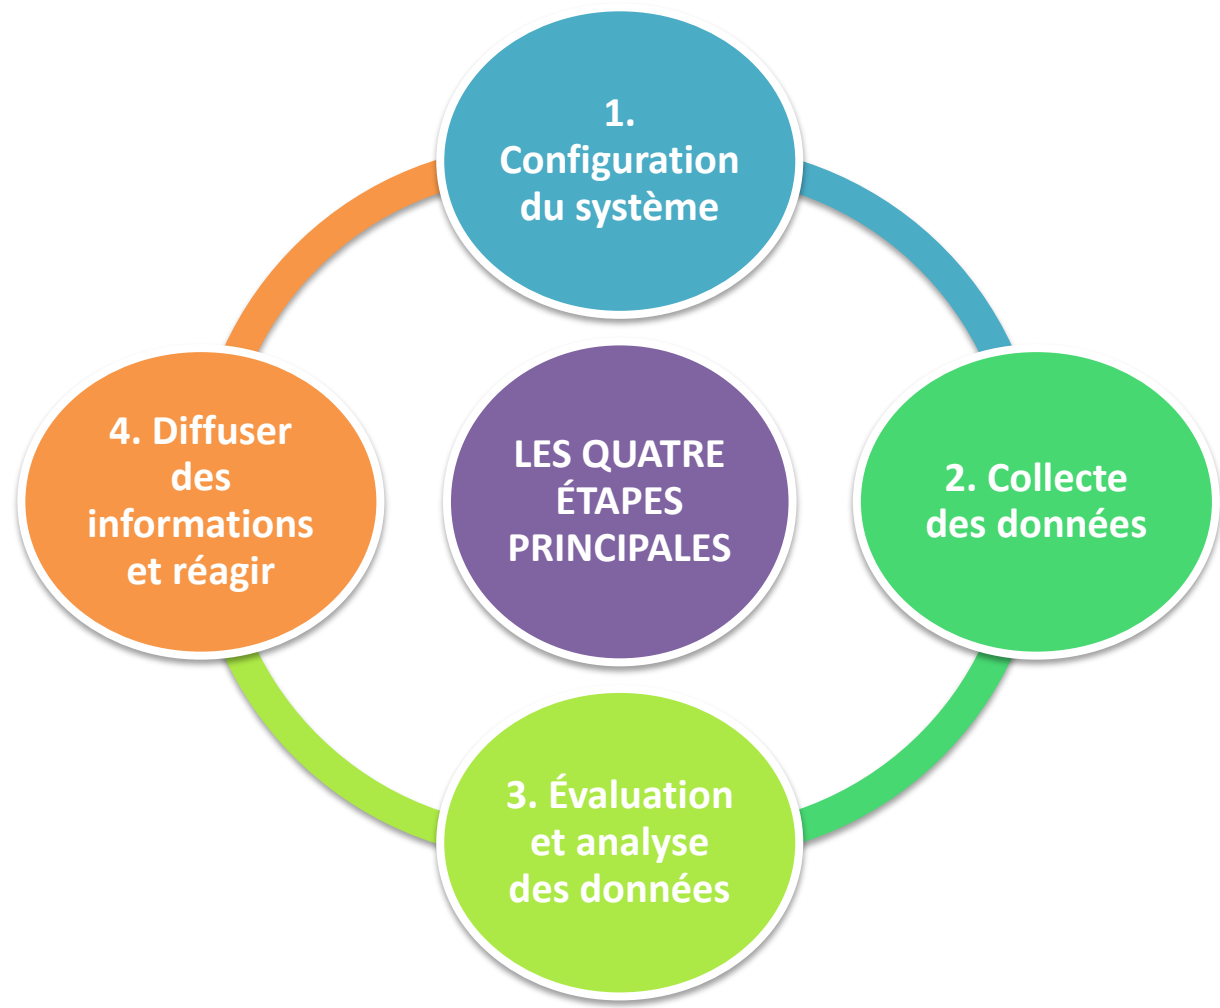 1.
Configuration
du système
4. Diffuser
des
informations
et réagir
LES QUATRE
ÉTAPES
PRINCIPALES
2. Collecte
des données
3. Évaluation
et analyse
des données